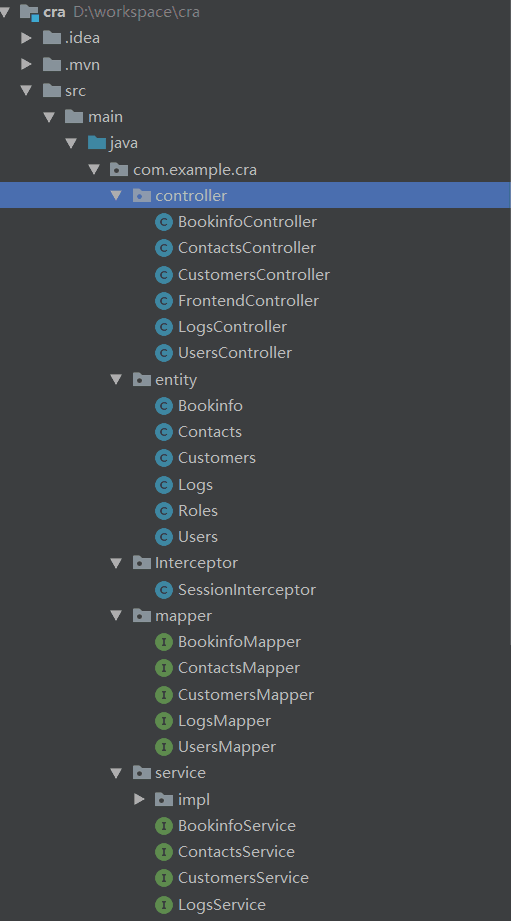 cra D:\workspace\cra
.idea
.mvn
src
main
java
com.example.cra
controller
C BookinfoController
C ContactsController
C CustomersController
C FrontendController
C LogsController
C UsersController
entity
C Bookinfo
C Contacts
C Customers
C Logs
C Roles
C Users
Interceptor
C SessionInterceptor
mapper
I BookinfoMapper
I ContactsMapper
I CustomersMapper
I LogsMapper
I UsersMapper
service
impl
I BookinfoService
I ContactsService
I CustomersService
I LogsService